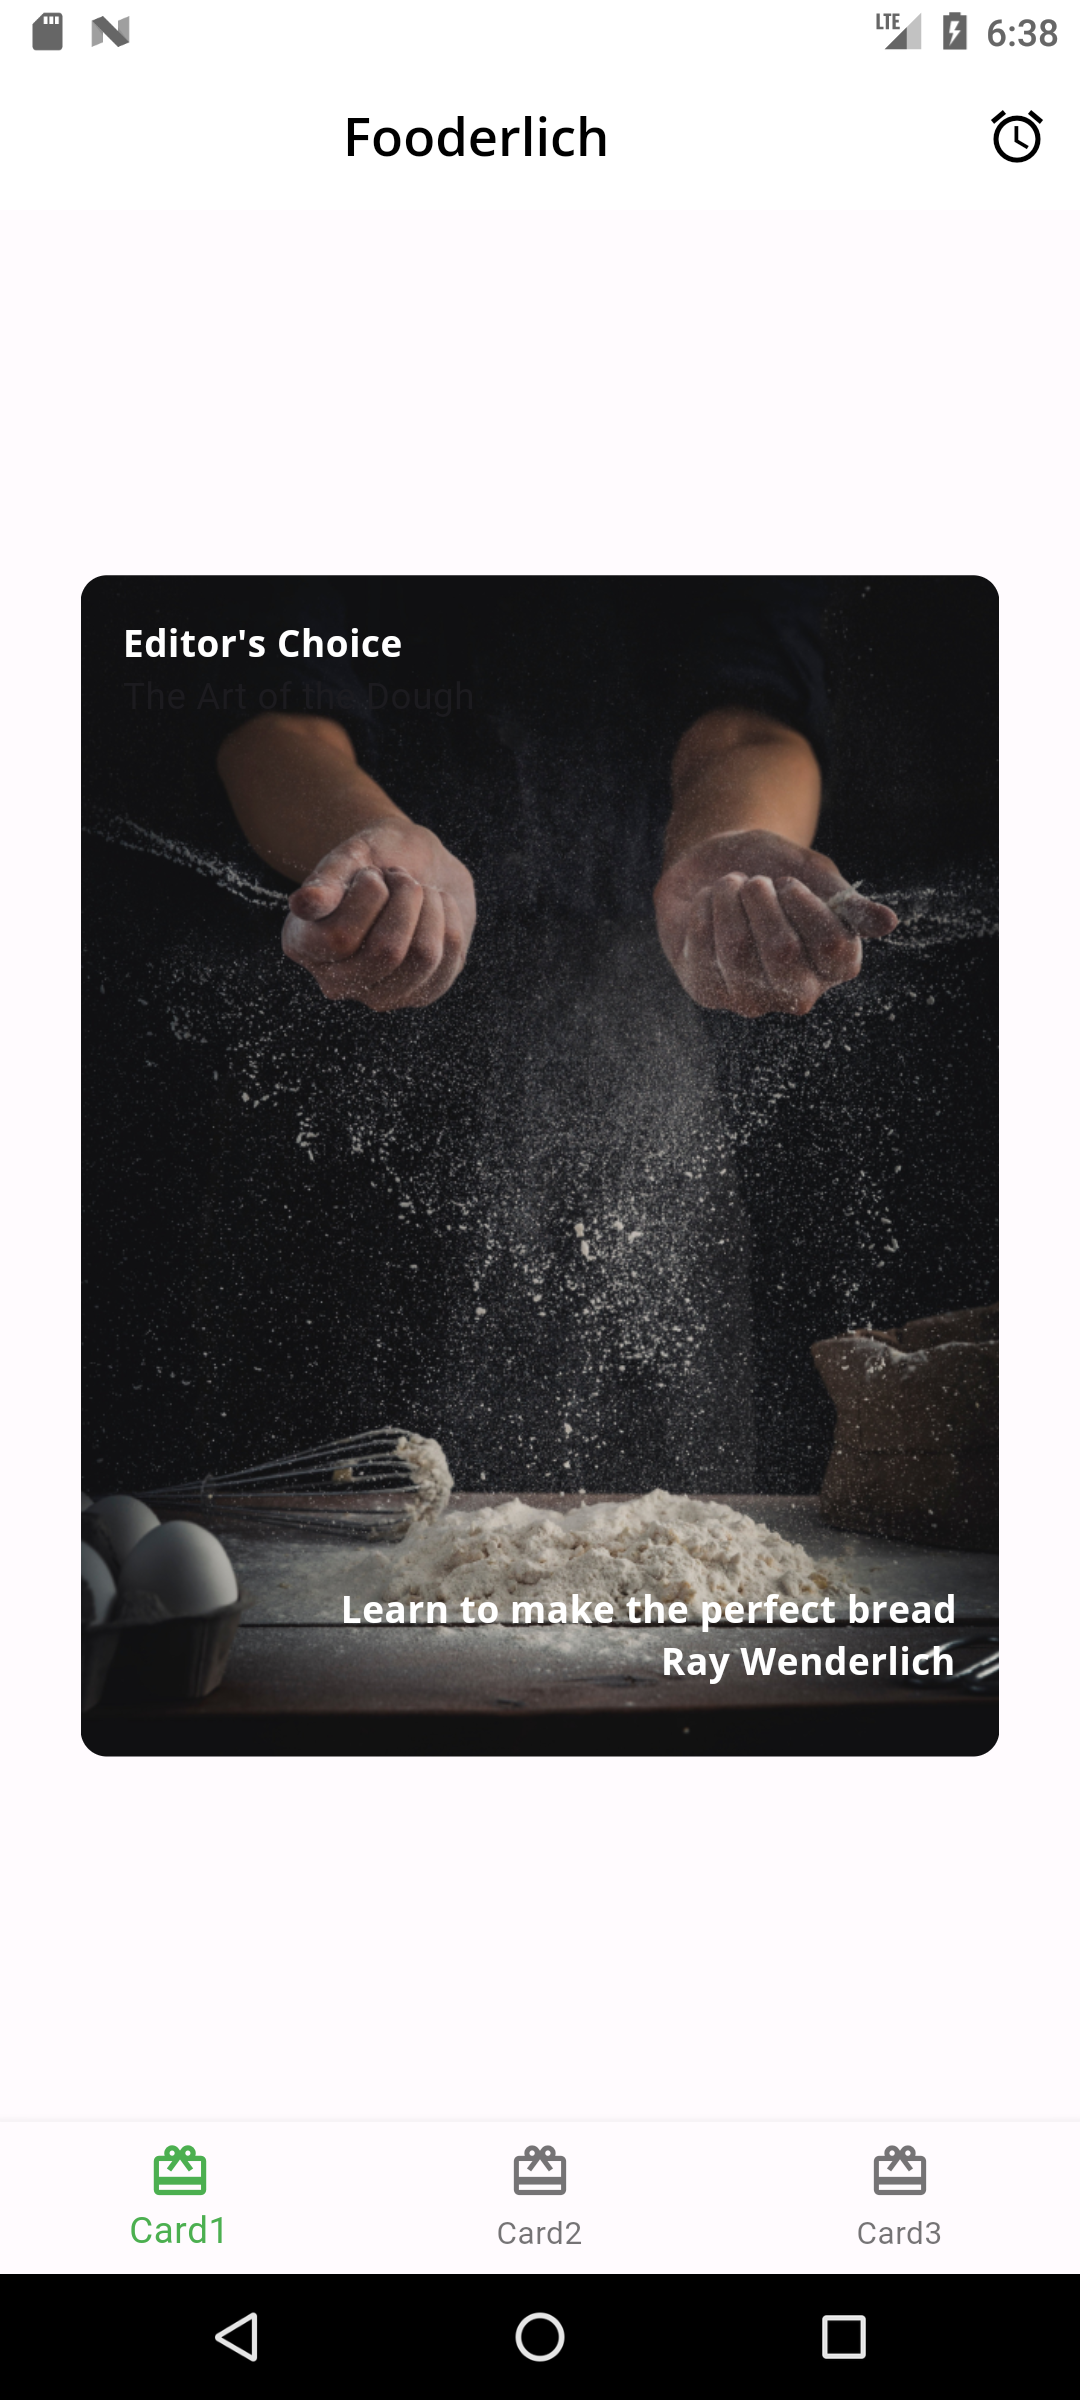 LTE 6:38
Fooderlich
Editor's Choice
The Art of the Dough
Learn to make the perfect bread
Ray Wenderlich
Card1 Card2 Card3